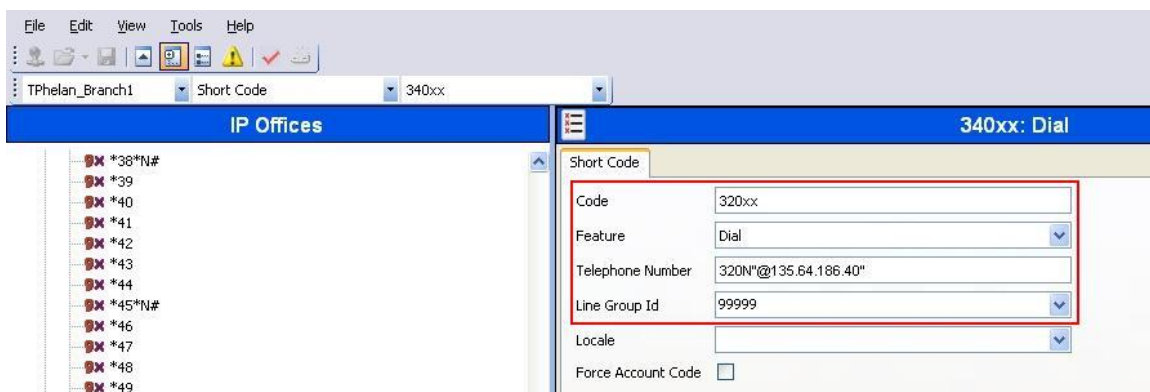 File Edit View Tools Help
TPhelan_Branch1 Short Code 340xx
IP Offices
*38*N#
*39
*40
*41
*42
*43
*44
*45*N#
*46
*47
*48
*49
340xx: Dial
Short Code
Code 320xx
Feature Dial
Telephone Number 320N"@135.64.186.40"
Line Group Id 99999
Locale
Force Account Code